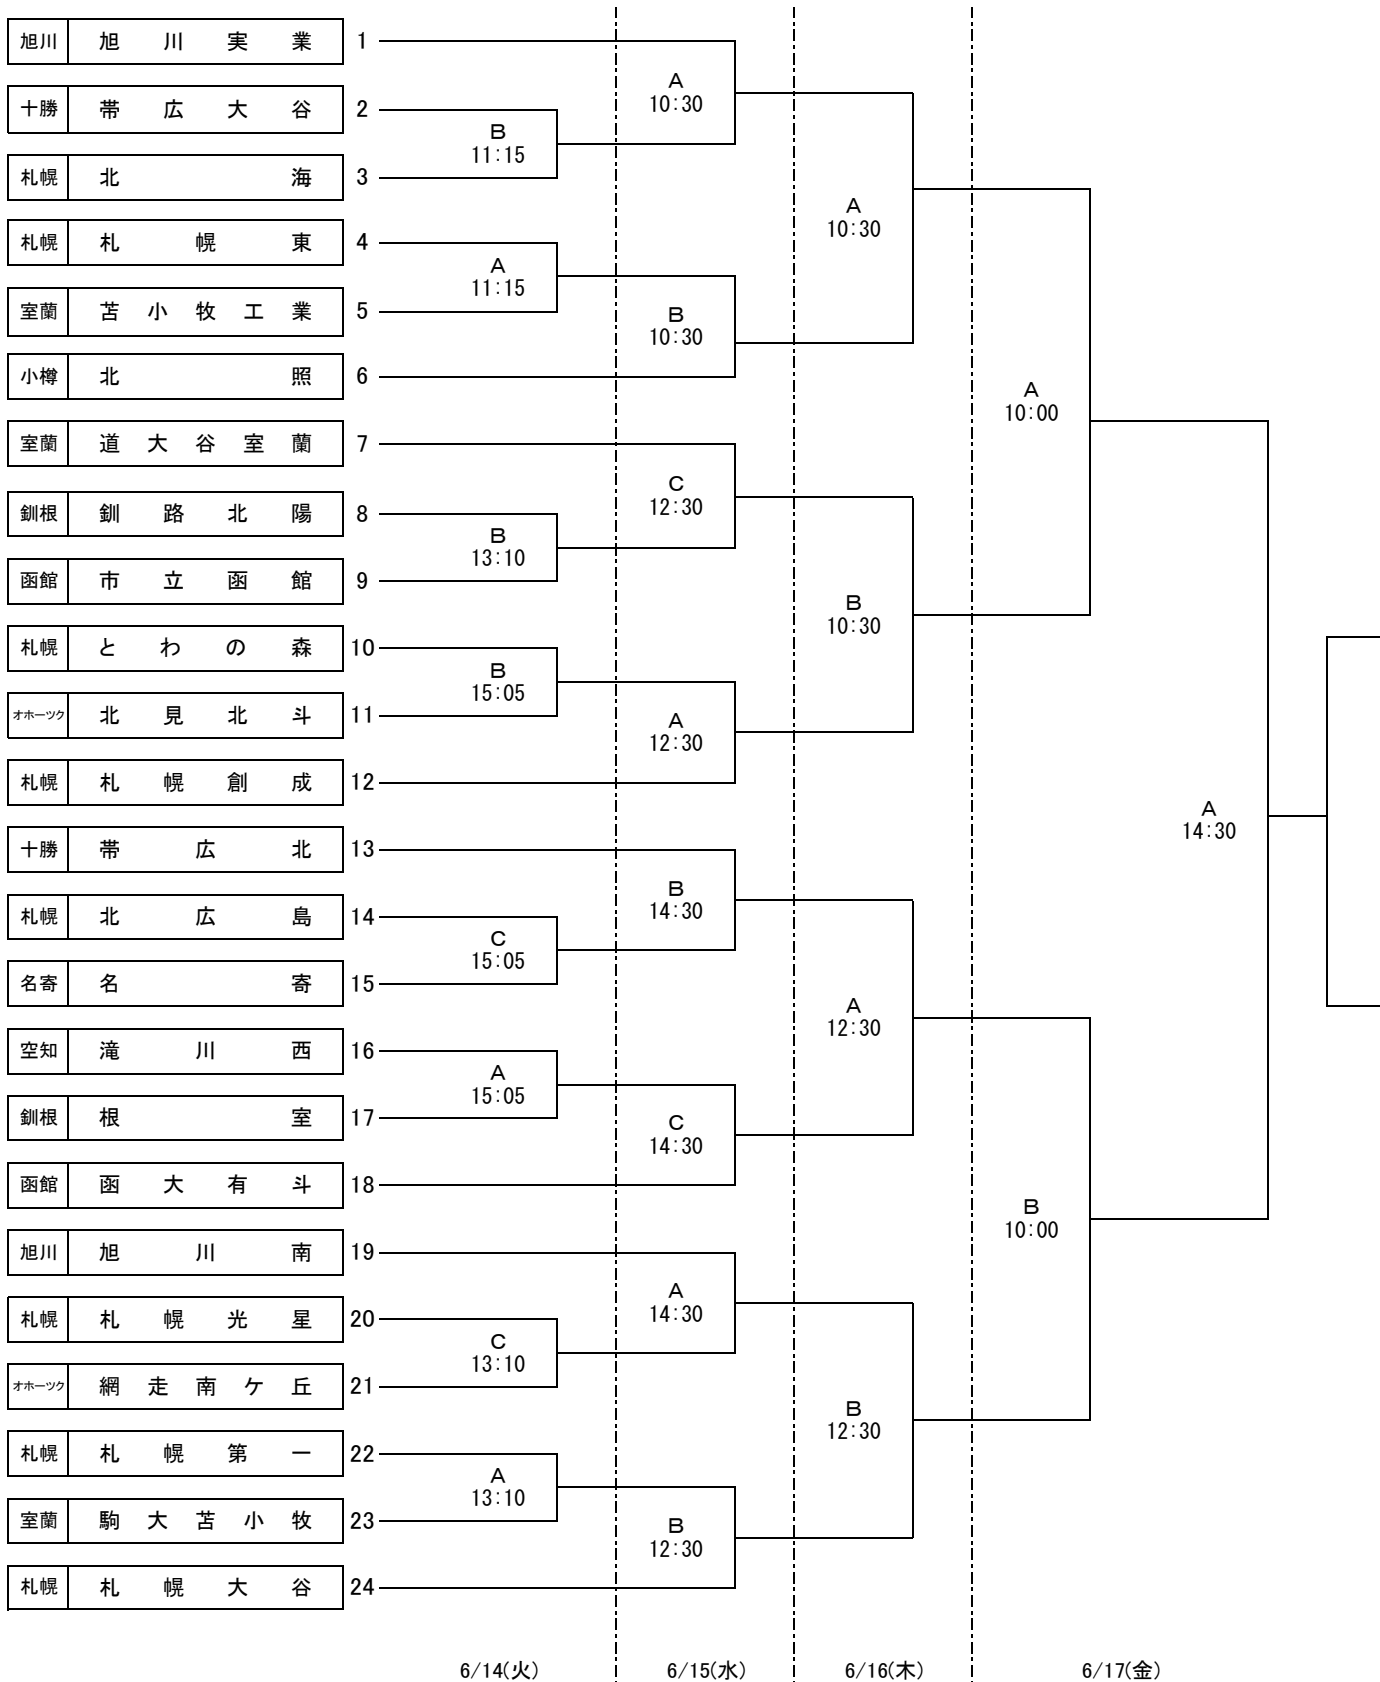 旭川 旭川実業 1
A
10:30
十勝 帯広大谷 2
B
11:15
札幌 北海 3
A
10:30
札幌 札幌東 4
A
11:15
室蘭 苫小牧工業 5
B
10:30
小樽 北照 6
A
10:00
室蘭 道大谷室蘭 7
C
12:30
釧根 釧路北陽 8
B
13:10
函館 市立函館 9
B
10:30
札幌 とわの森 10
B
15:05
オホーツク 北見北斗 11
A
12:30
札幌 札幌創成 12
A
14:30
十勝 帯広北 13
B
14:30
札幌 北広島 14
C
15:05
名寄 名寄 15
A
12:30
空知 滝川西 16
A
15:05
釧根 根室 17
C
14:30
函館 函大有斗 18
B
10:00
旭川 旭川南 19
A
14:30
札幌 札幌光星 20
C
13:10
オホーツク 網走南ケ丘 21
B
12:30
札幌 札幌第一 22
A
13:10
室蘭 駒大苫小牧 23
B
12:30
札幌 札幌大谷 24
6/14(火) 6/15(水) 6/16(木) 6/17(金)